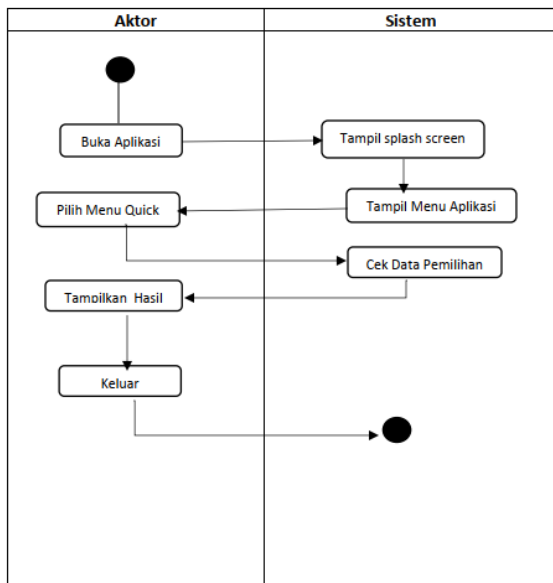 Aktor
Sistem
Buka Aplikasi
Tampil splash screen
Pilih Menu Quick
Tampil Menu Aplikasi
Cek Data Pemilihan
Tampilkan Hasil
Keluar